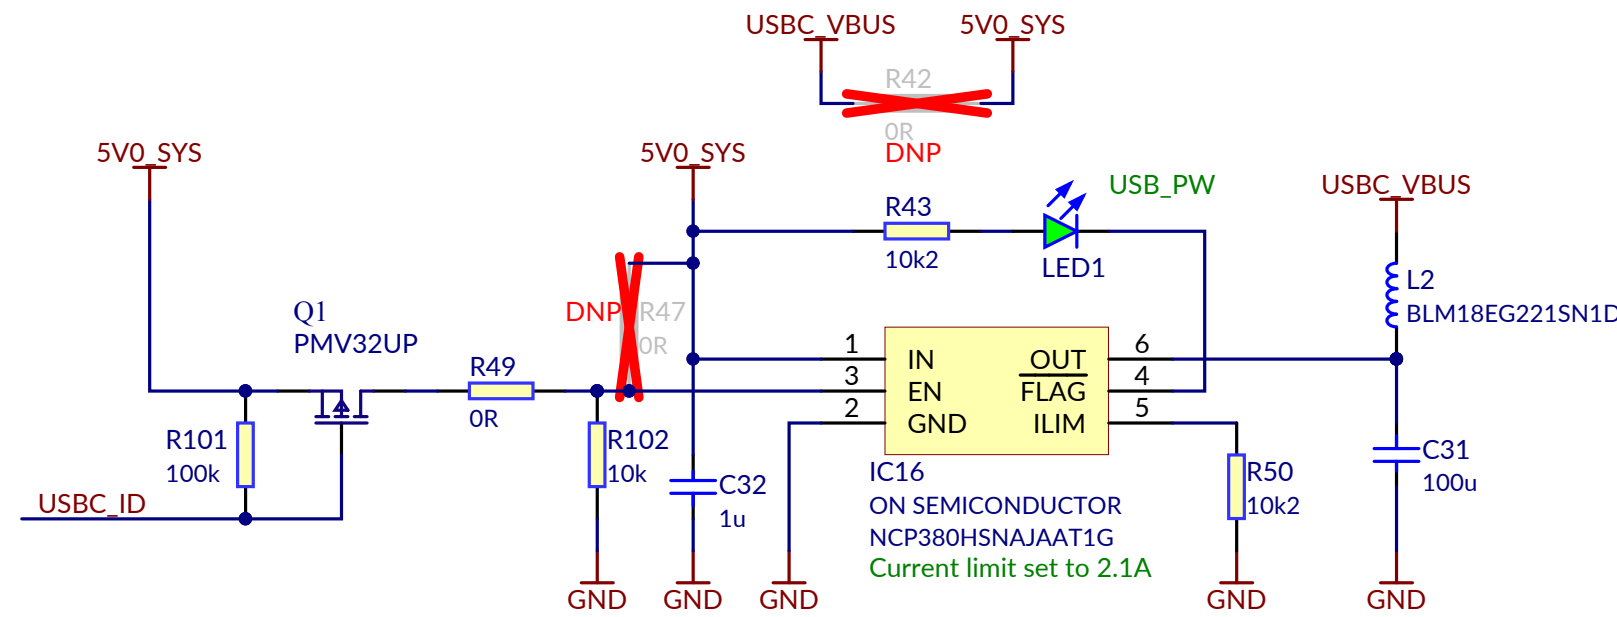 USBC_VBUS
5V0_SYS
R42
0R
DNP
5V0_SYS
5V0_SYS
USB_PW
USBC_VBUS
R43
10k2
LED1
L2
BLM18EG221SN1D
DNP
R47
0R
Q1
PMV32UP
R49
0R
1
IN
OUT
6
3
EN
FLAG
4
2
GND
ILIM
5
R101
100k
R102
10k
C32
1u
IC16
ON SEMICONDUCTOR
NCP380HSNAJAAT1G
Current limit set to 2.1A
R50
10k2
C31
100u
USBC_ID
GND
GND
GND
GND
GND